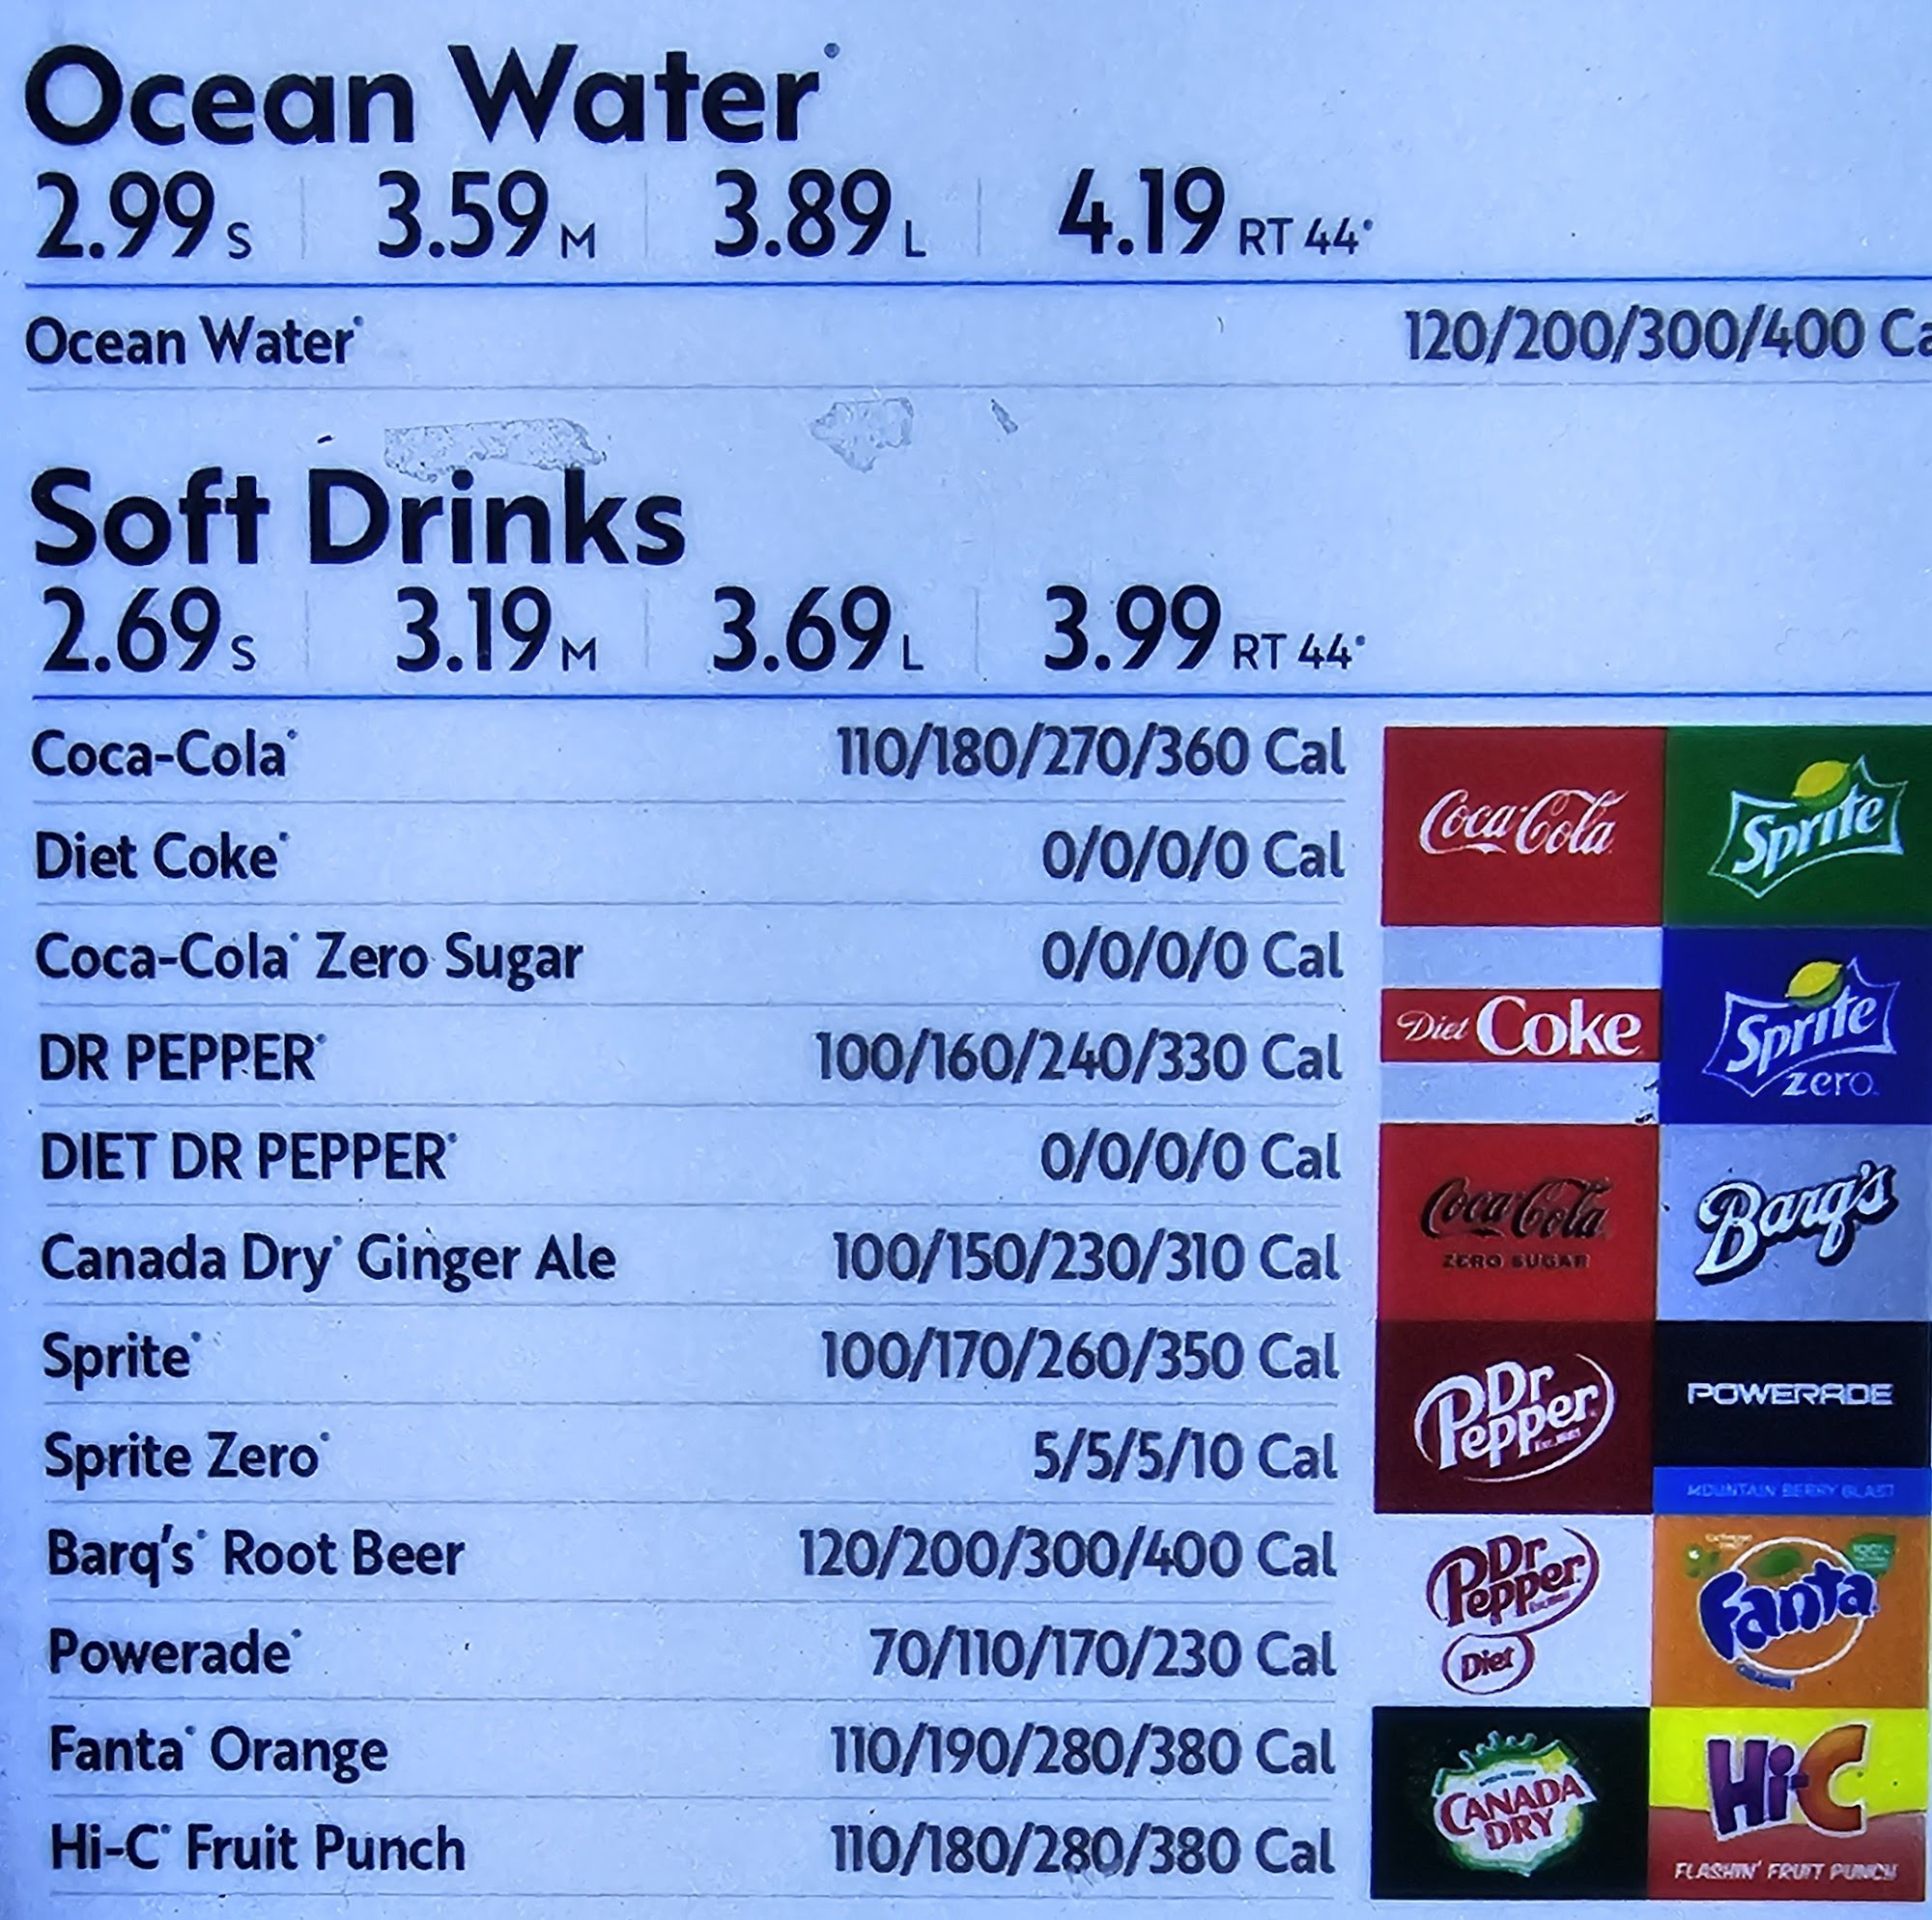 Ocean Water
2.99 S 3.59 M 3.89 L 4.19 RT 44
Ocean Water 120/200/300/400 Ca
Soft Drinks
2.69 S 3.19 M 3.69 L 3.99 RT 44
Coca-Cola 110/180/270/360 Cal
Diet Coke 0/0/0/0 Cal
Coca-Cola Zero Sugar 0/0/0/0 Cal
DR PEPPER 100/160/240/330 Cal
DIET DR PEPPER 0/0/0/0 Cal
Canada Dry Ginger Ale 100/150/230/310 Cal
Sprite 100/170/260/350 Cal
Sprite Zero 5/5/5/10 Cal
Barq's Root Beer 120/200/300/400 Cal
Powerade 70/110/170/230 Cal
Fanta Orange 110/190/280/380 Cal
Hi-C Fruit Punch 110/180/280/380 Cal
Coca-Cola
Sprite
Diet Coke
Sprite
zero
Coca-Cola
ZERO SUGAR
Barq's
Dr
Pepper
POWERADE
MOUNTAIN BERRY BLAST
Dr
Pepper
Diet
Fanta
CANADA
DRY
Hi-C
FLASHIN' FRUIT PUNCH